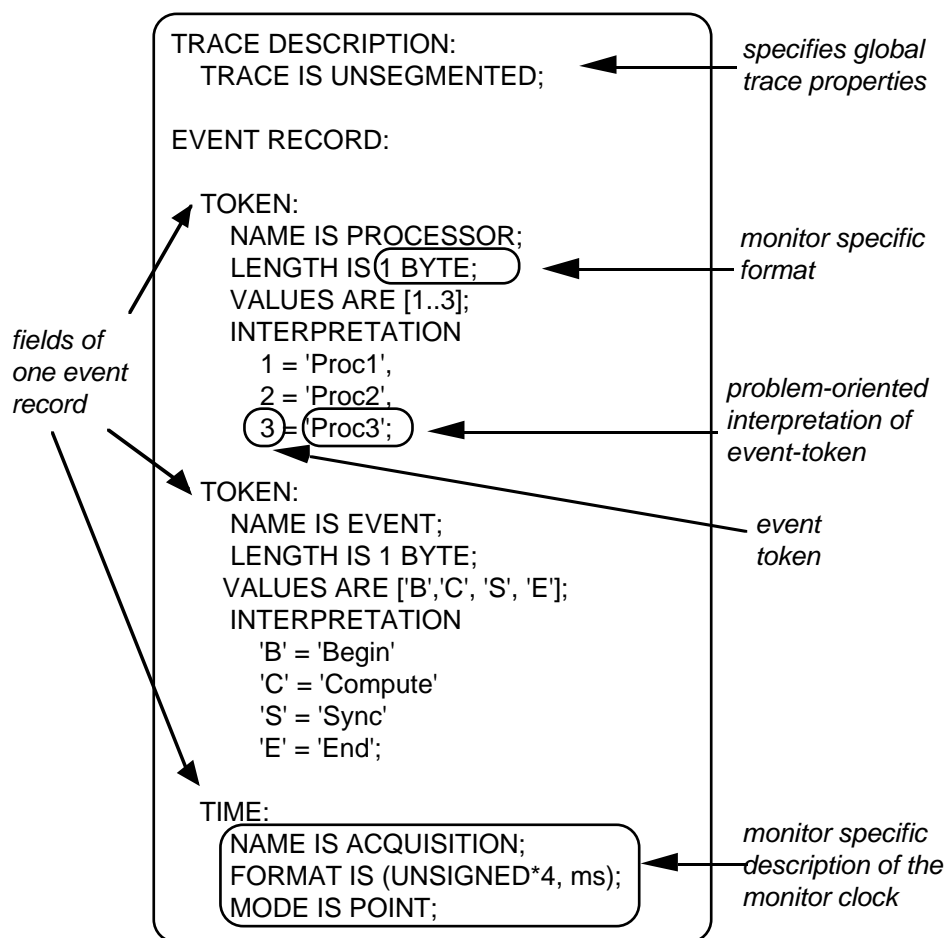 TRACE DESCRIPTION:
TRACE IS UNSEGMENTED;
specifies global
trace properties
EVENT RECORD:
TOKEN:
NAME IS PROCESSOR;
LENGTH IS 1 BYTE;
VALUES ARE [1..3];
INTERPRETATION
1 = 'Proc1',
2 = 'Proc2',
3 = 'Proc3';
monitor specific
format
fields of
one event
record
problem-oriented
interpretation of
event-token
TOKEN:
NAME IS EVENT;
LENGTH IS 1 BYTE;
VALUES ARE ['B','C', 'S', 'E'];
INTERPRETATION
'B' = 'Begin'
'C' = 'Compute'
'S' = 'Sync'
'E' = 'End';
event
token
TIME:
NAME IS ACQUISITION;
FORMAT IS (UNSIGNED*4, ms);
MODE IS POINT;
monitor specific
description of the
monitor clock